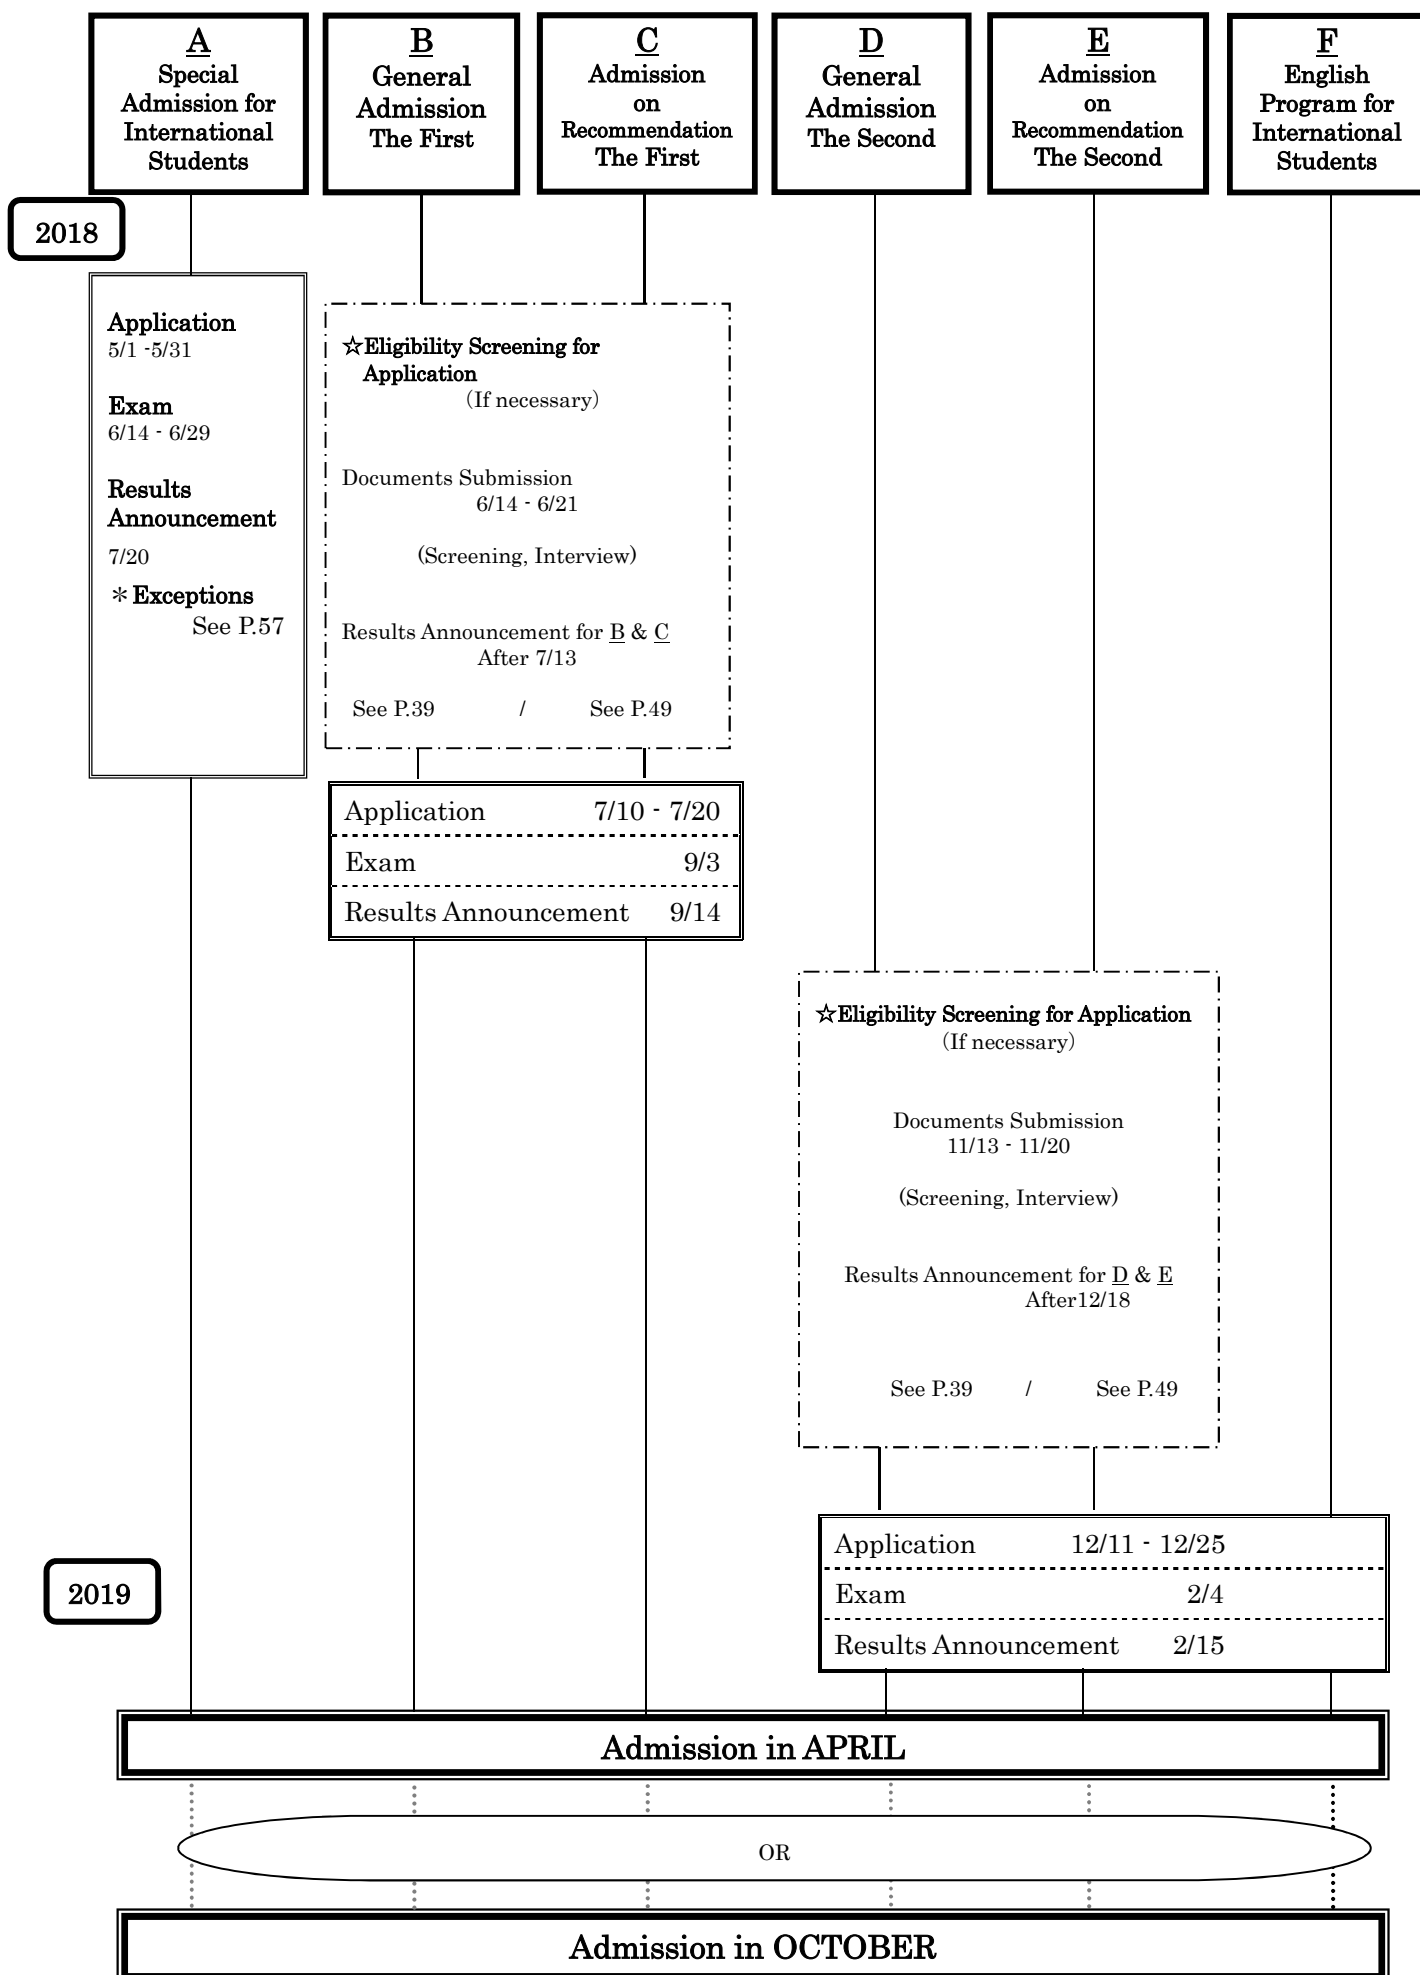 A
Special
Admission for
International
Students
B
General
Admission
The First
C
Admission
on
Recommendation
The First
D
General
Admission
The Second
E
Admission
on
Recommendation
The Second
F
English
Program for
International
Students
2018
Application
5/1 -5/31
Exam
6/14 - 6/29
Results
Announcement
7/20
＊Exceptions
See P.57
☆Eligibility Screening for
Application
(If necessary)
Documents Submission
6/14 - 6/21
(Screening, Interview)
Results Announcement for B & C
After 7/13
See P.39 / See P.49
Application 7/10 - 7/20
Exam 9/3
Results Announcement 9/14
☆Eligibility Screening for Application
(If necessary)
Documents Submission
11/13 - 11/20
(Screening, Interview)
Results Announcement for D & E
After12/18
See P.39 / See P.49
2019
Application 12/11 - 12/25
Exam 2/4
Results Announcement 2/15
Admission in APRIL
OR
Admission in OCTOBER